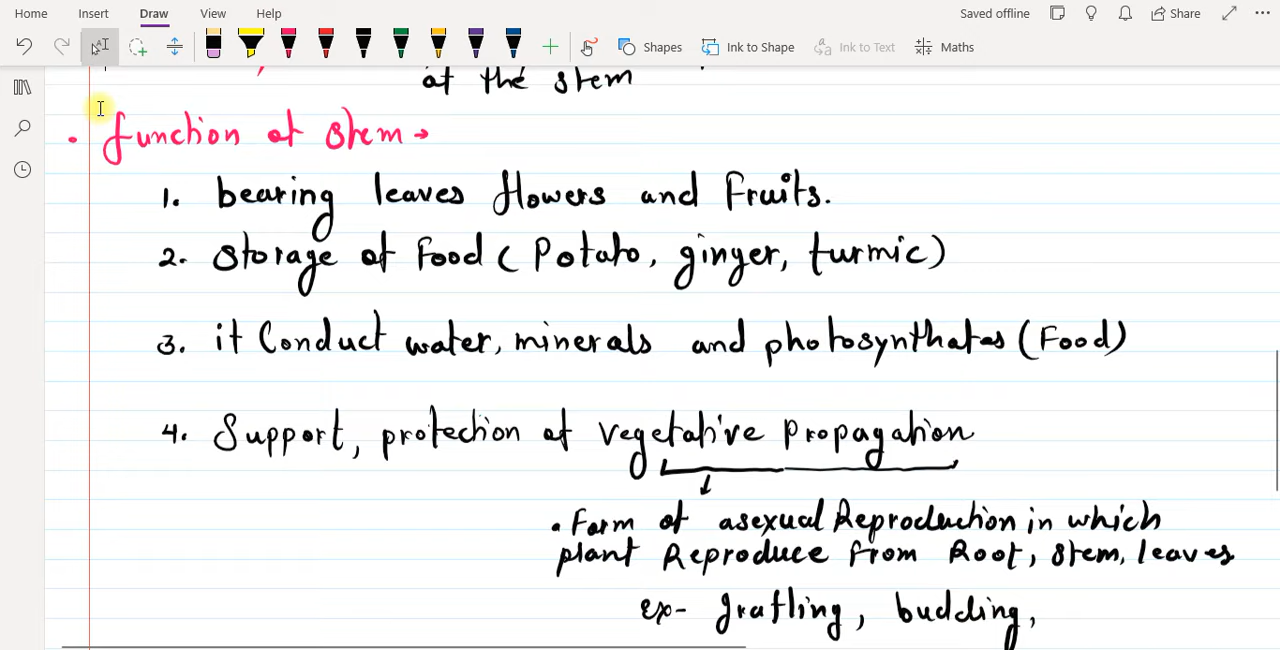 Home Insert Draw View Help Saved offline Share
Shapes Ink to Shape Ink to Text Maths
at the stem
• function of stem →
1. bearing leaves flowers and Fruits.
2. Storage of Food (Potato, ginger, turmic)
3. it Conduct water, minerals and photosynthates (Food)
4. Support, protection of vegetative propagation
• Form of asexual Reproduction in which
plant Reproduce from Root, stem, leaves
ex- grafting, budding,